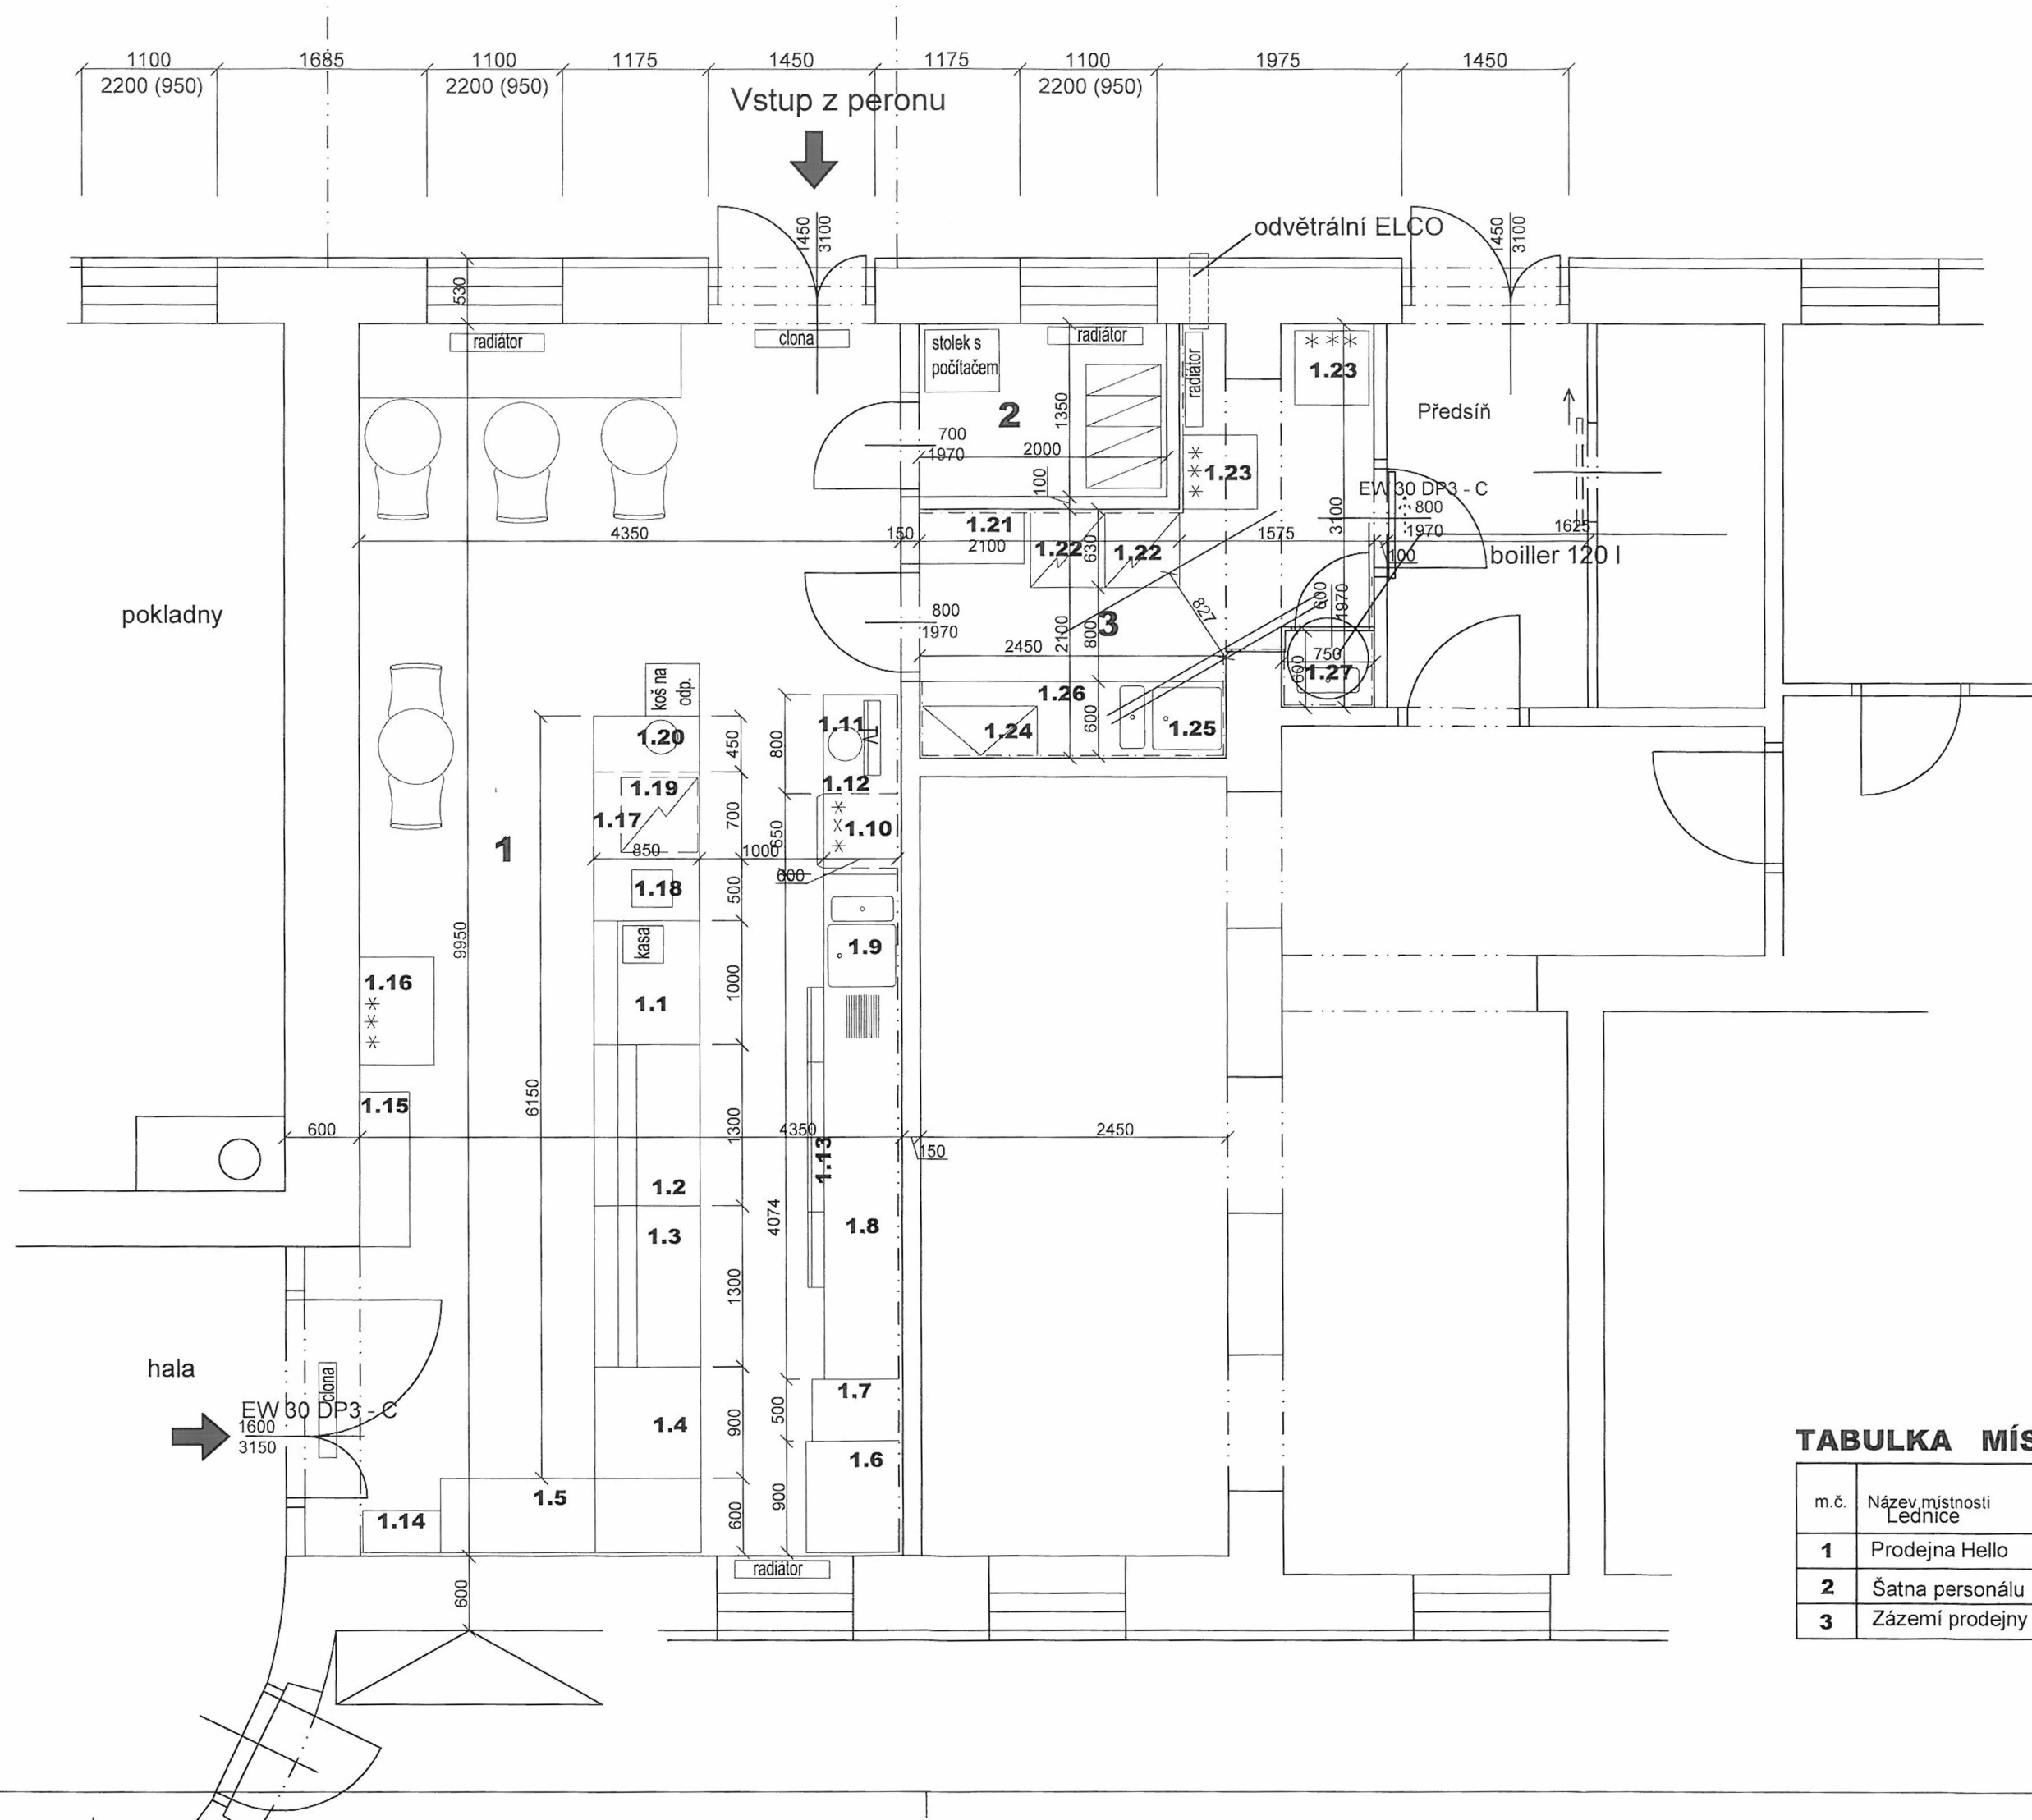 1100 1685 1100 1175 1450 1175 1100 1975 1450
2200 (950) 2200 (950) 2200 (950)
Vstup z peronu
1450
3100
odvětrální ELCO
1450
3100
530
radiátor
clona
stolek s
počítačem
radiátor
radiátor
* * *
1.23
2
1350
Předsíň
700
1970
2000
100
* * *
1.23
EW 30 DP3 - C
800
1970
3100
4350
150
1.21
2100
1.22
630
1.22
1575
1625
100
boiller 120 l
pokladny
800
1970
3
827
600
1970
2100
800
2450
750
600
1.27
koš na
odp.
1.26
1.24
600
1.25
1.20
450
800
1.11
TV
1.12
1.19
1.17
700
650
* * *
1.10
1
850
1000
600
1.18
500
kasa
1.9
9950
1.1
1000
1.16
* * *
6150
1.15
1300
600
4350
2450
150
1.13
1.2
4074
1.8
1.3
1300
hala
clona
1.7
500
EW 30 DP3 - C
1600
3150
1.4
900
1.6
1.5
900
1.14
600
radiátor
600
TABULKA MÍS
m.č. Název místnosti
Lednice
1 Prodejna Hello
2 Šatna personálu
3 Zázemí prodejny